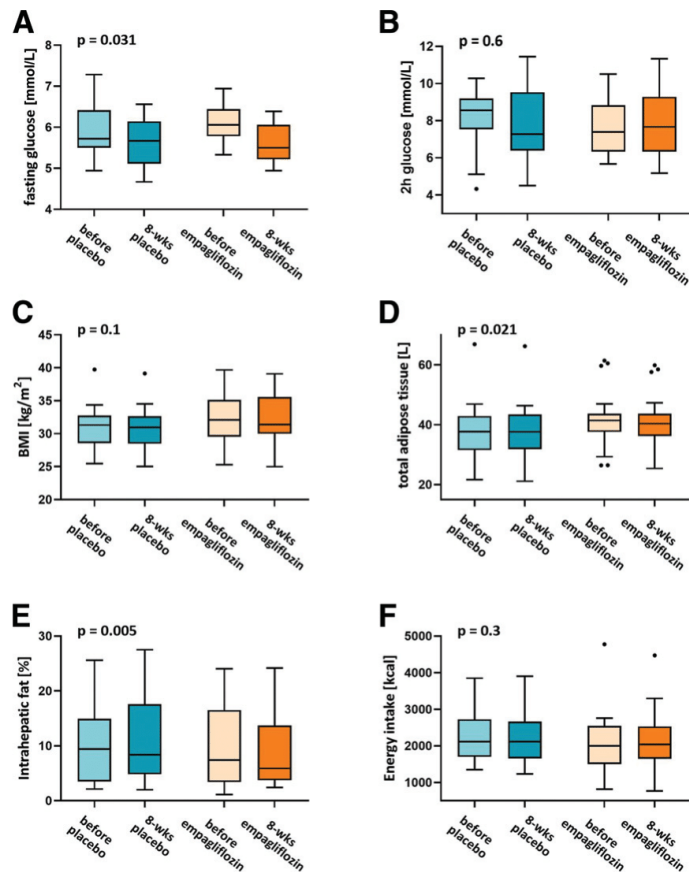 A
p = 0.031
fasting glucose [mmol/L]
8
7
6
5
4
before placebo
8-wks placebo
before empagliflozin
8-wks empagliflozin
B
p = 0.6
2h glucose [mmol/L]
12
10
8
6
4
before placebo
8-wks placebo
before empagliflozin
8-wks empagliflozin
C
p = 0.1
BMI [kg/m²]
45
40
35
30
25
20
before placebo
8-wks placebo
before empagliflozin
8-wks empagliflozin
D
p = 0.021
total adipose tissue [L]
60
40
20
before placebo
8-wks placebo
before empagliflozin
8-wks empagliflozin
E
p = 0.005
Intrahepatic fat [%]
30
20
10
0
before placebo
8-wks placebo
before empagliflozin
8-wks empagliflozin
F
p = 0.3
Energy intake [kcal]
5000
4000
3000
2000
1000
before placebo
8-wks placebo
before empagliflozin
8-wks empagliflozin